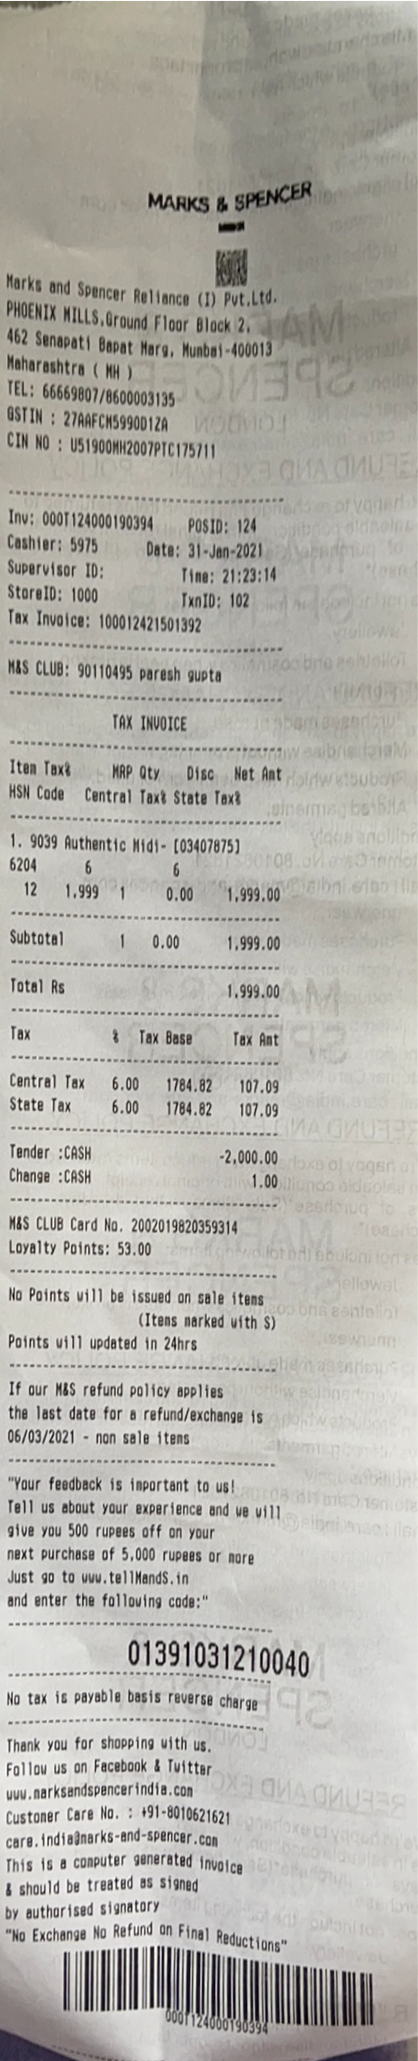 MARKS & SPENCER
Marks and Spencer Reliance (I) Pvt.Ltd.
PHOENIX MILLS,Ground Floor Block 2,
462 Senapati Bapat Marg, Mumbai-400013
Maharashtra ( MH )
TEL: 66669807/8600003135
GSTIN : 27AAFCM5990D1ZA
CIN NO : U51900MH2007PTC175711
Inv: 000T124000190394 POSID: 124
Cashier: 5975 Date: 31-Jan-2021
Supervisor ID: Time: 21:23:14
StoreID: 1000 TxnID: 102
Tax Invoice: 100012421501392
M&S CLUB: 90110495 paresh gupta
TAX INVOICE
Item Tax% MRP Qty Disc Net Amt
HSN Code Central Tax% State Tax%
1. 9039 Authentic Midi- [03407875]
6204 6 6
12 1,999 1 0.00 1,999.00
Subtotal 1 0.00 1,999.00
Total Rs 1,999.00
Tax % Tax Base Tax Amt
Central Tax 6.00 1784.82 107.09
State Tax 6.00 1784.82 107.09
Tender :CASH -2,000.00
Change :CASH 1.00
M&S CLUB Card No. 2002019820359314
Loyalty Points: 53.00
No Points will be issued on sale items
(Items marked with S)
Points will updated in 24hrs
If our M&S refund policy applies
the last date for a refund/exchange is
06/03/2021 - non sale items
"Your feedback is important to us!
Tell us about your experience and we will
give you 500 rupees off on your
next purchase of 5,000 rupees or more
Just go to www.tellMandS.in
and enter the following code:"
01391031210040
No tax is payable basis reverse charge
Thank you for shopping with us.
Follow us on Facebook & Twitter
www.marksandspencerindia.com
Customer Care No. : +91-8010621621
care.india@marks-and-spencer.com
This is a computer generated invoice
& should be treated as signed
by authorised signatory
"No Exchange No Refund on Final Reductions"
000T124000190394